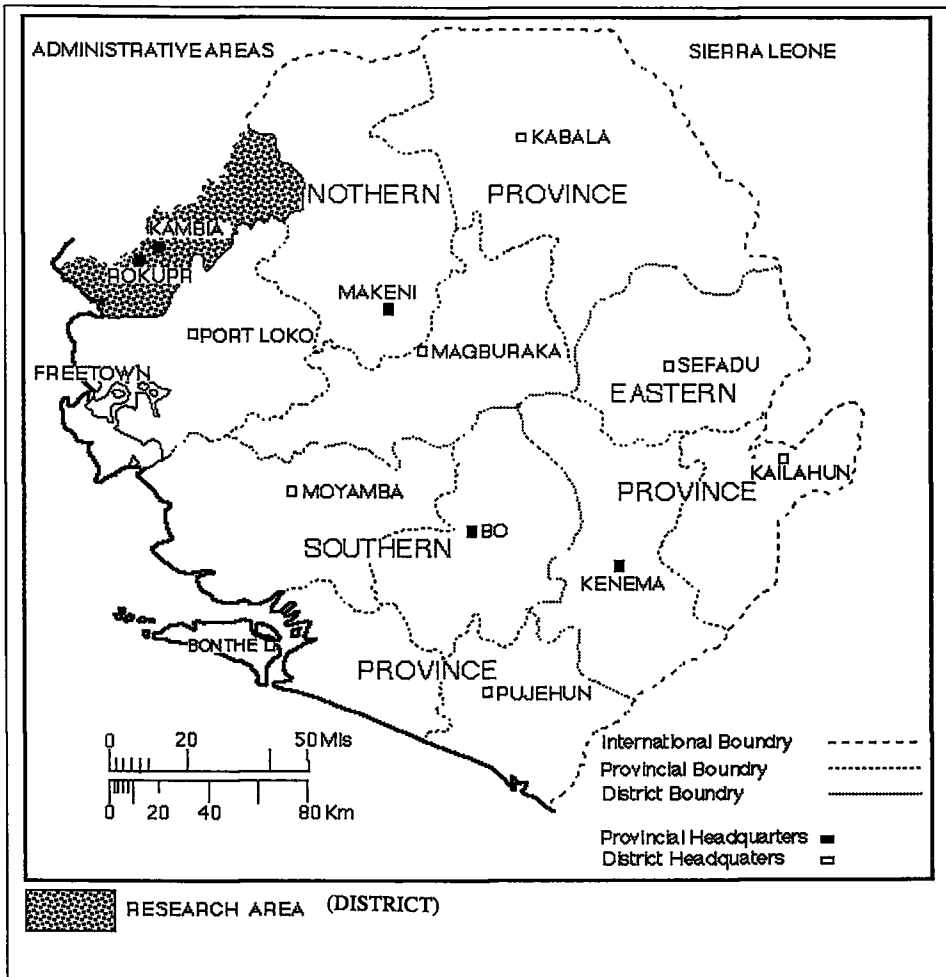 ADMINISTRATIVE AREAS
SIERRA LEONE
KABALA
NOTHERN PROVINCE
KAMBIA
ROKUPR
MAKENI
PORT LOKO
MAGBURAKA
SEFADU
FREETOWN
EASTERN
KAILAHUN
MOYAMBA
PROVINCE
BO
SOUTHERN
KENEMA
BONTHE
PROVINCE
PUJEHUN
0 20 50 Mls
0 20 40 80 Km
International Boundry
Provincial Boundry
District Boundry
Provincial Headquarters
District Headquaters
RESEARCH AREA (DISTRICT)